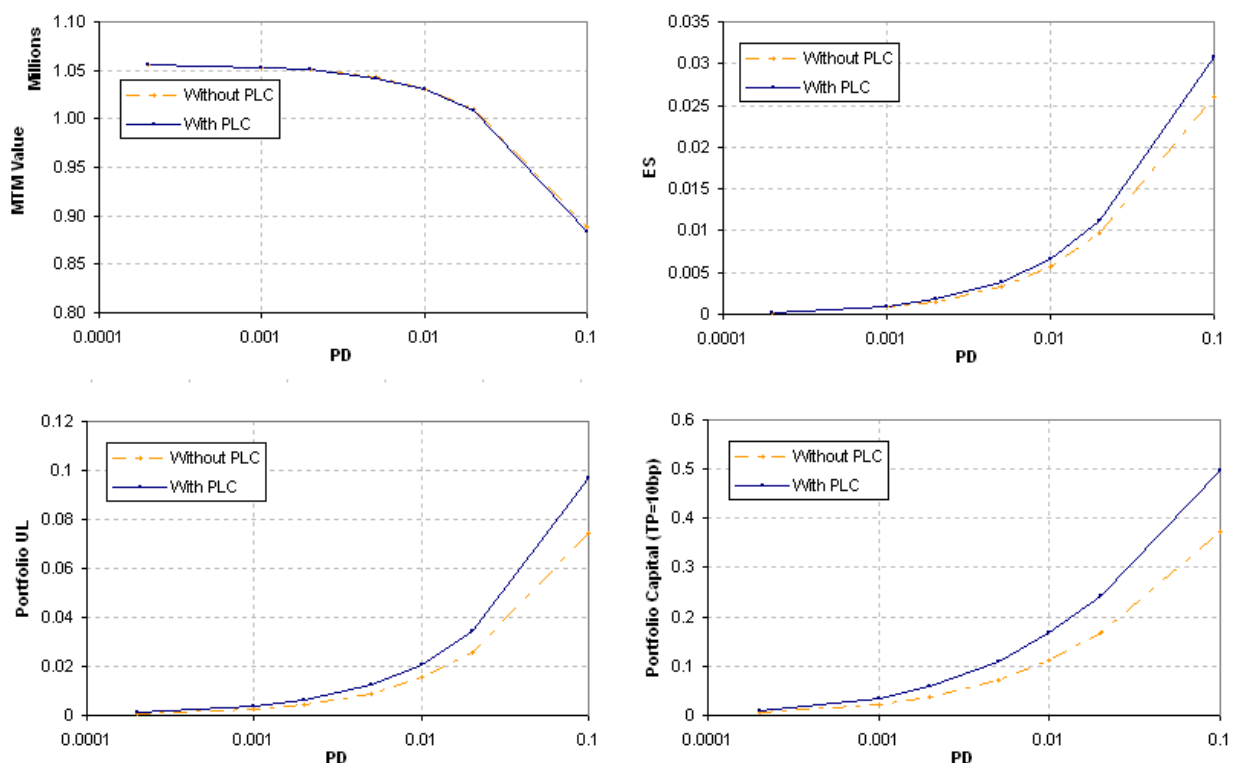 Millions
MTM Value
1.10
1.05
1.00
0.95
0.90
0.85
0.80
Without PLC
With PLC
0.0001
0.001
0.01
0.1
PD
ES
0.035
0.03
0.025
0.02
0.015
0.01
0.005
0
Without PLC
With PLC
0.0001
0.001
0.01
0.1
PD
Portfolio UL
0.12
0.1
0.08
0.06
0.04
0.02
0
Without PLC
With PLC
0.0001
0.001
0.01
0.1
PD
Portfolio Capital (TP=10bp)
0.6
0.5
0.4
0.3
0.2
0.1
0
Without PLC
With PLC
0.0001
0.001
0.01
0.1
PD